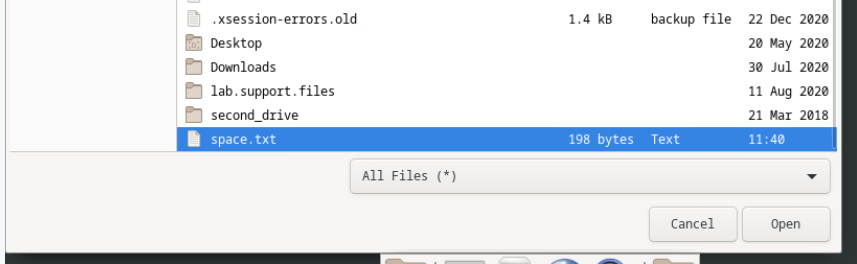 .xsession-errors.old 1.4 kB backup file 22 Dec 2020
Desktop 20 May 2020
Downloads 30 Jul 2020
lab.support.files 11 Aug 2020
second_drive 21 Mar 2018
space.txt 198 bytes Text 11:40
All Files (*)
Cancel Open